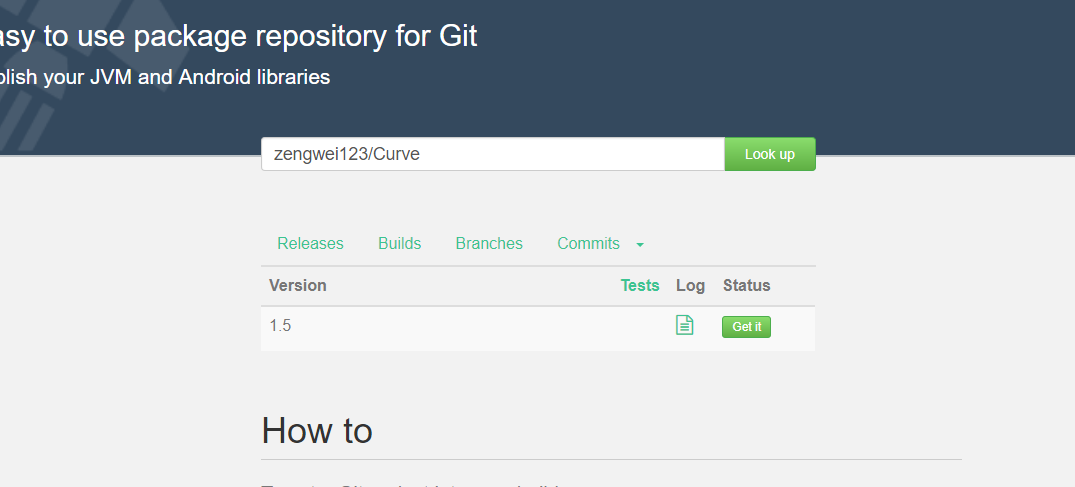 asy to use package repository for Git
blish your JVM and Android libraries
zengwei123/Curve Look up
Releases Builds Branches Commits
Version Tests Log Status
1.5 Get it
How to